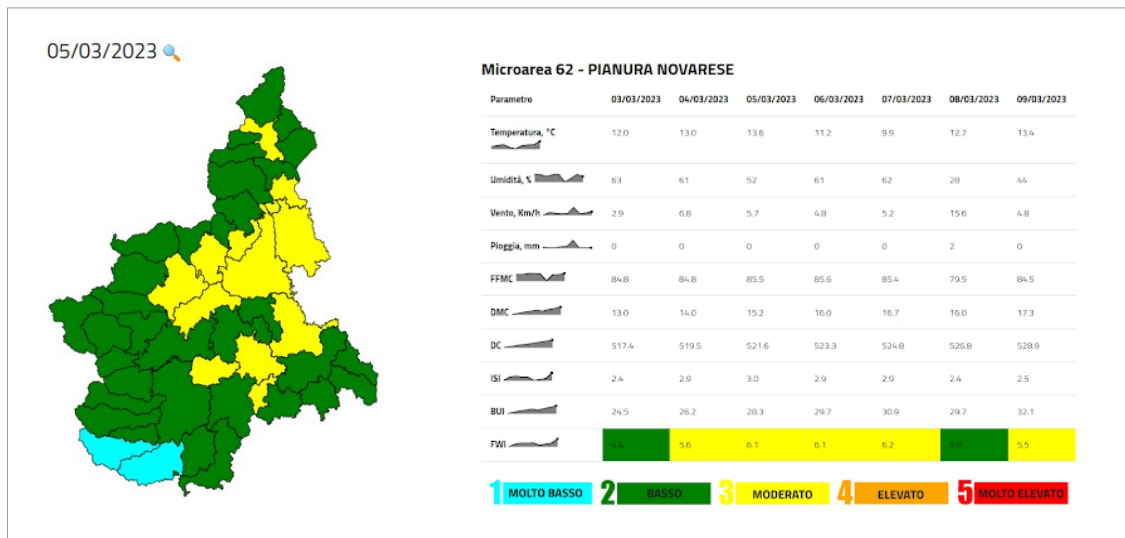 05/03/2023
Microarea 62 - PIANURA NOVARESE
Parametro 03/03/2023 04/03/2023 05/03/2023 06/03/2023 07/03/2023 08/03/2023 09/03/2023
Temperatura, °C 12.0 13.0 13.6 11.2 9.9 12.7 13.4
Umidità, % 63 61 52 61 62 28 44
Vento, Km/h 2.9 6.8 5.7 4.8 5.2 15.6 4.8
Pioggia, mm 0 0 0 0 0 2 0
FFMC 84.8 84.8 85.5 85.6 85.4 79.5 84.5
DMC 13.0 14.0 15.2 16.0 16.7 16.0 17.3
DC 517.4 519.5 521.6 523.3 524.8 526.8 528.9
ISI 2.4 2.9 3.0 2.9 2.9 2.4 2.5
BUI 24.5 26.2 28.3 29.7 30.9 29.7 32.1
FWI 4.4 5.6 6.1 6.1 6.2 5.0 5.5
1 MOLTO BASSO 2 BASSO 3 MODERATO 4 ELEVATO 5 MOLTO ELEVATO